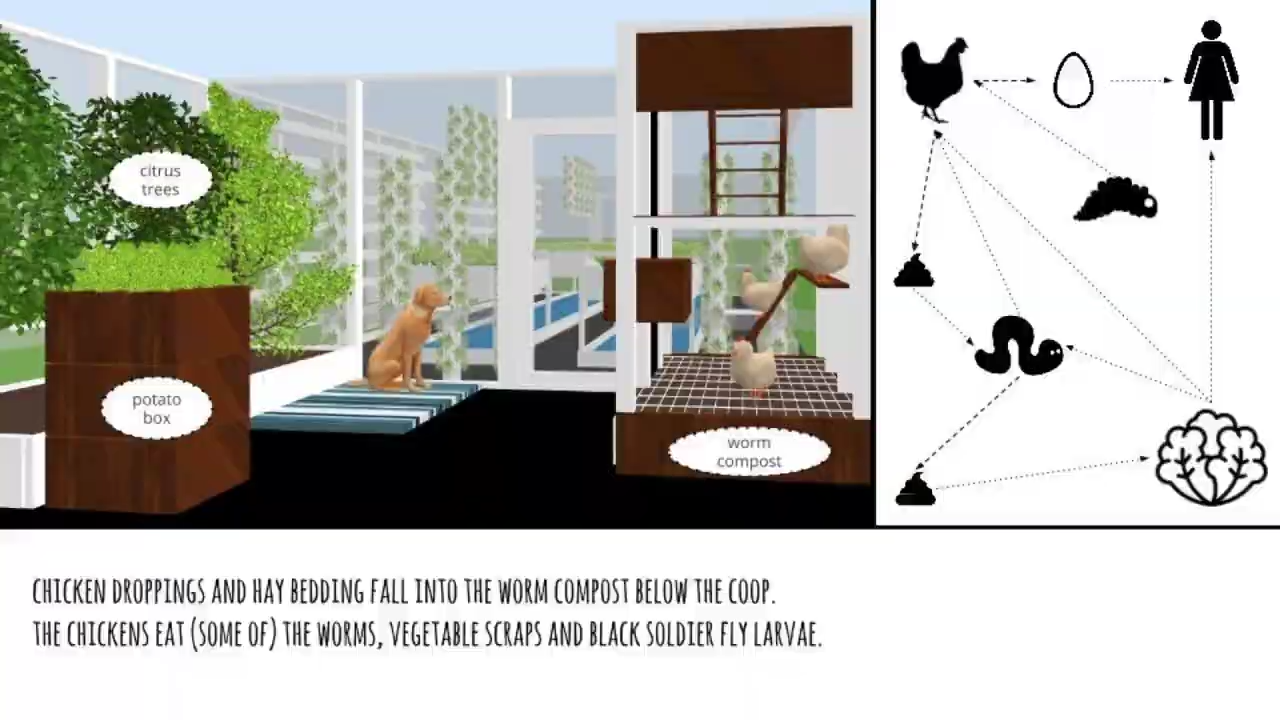 citrus
trees
potato
box
worm
compost
CHICKEN DROPPINGS AND HAY BEDDING FALL INTO THE WORM COMPOST BELOW THE COOP.
THE CHICKENS EAT (SOME OF) THE WORMS, VEGETABLE SCRAPS AND BLACK SOLDIER FLY LARVAE.